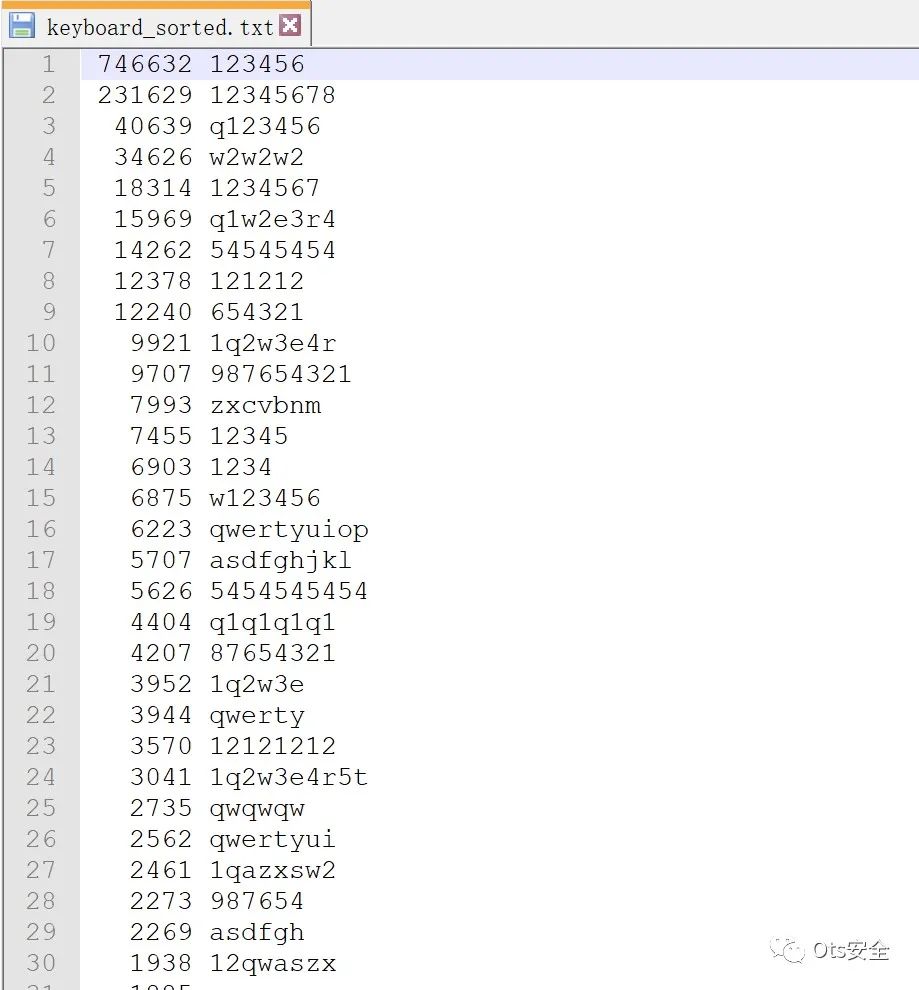 keyboard_sorted.txt
1 746632 123456
2 231629 12345678
3 40639 q123456
4 34626 w2w2w2
5 18314 1234567
6 15969 q1w2e3r4
7 14262 54545454
8 12378 121212
9 12240 654321
10 9921 1q2w3e4r
11 9707 987654321
12 7993 zxcvbnm
13 7455 12345
14 6903 1234
15 6875 w123456
16 6223 qwertyuiop
17 5707 asdfghjkl
18 5626 5454545454
19 4404 q1q1q1q1
20 4207 87654321
21 3952 1q2w3e
22 3944 qwerty
23 3570 12121212
24 3041 1q2w3e4r5t
25 2735 qwqwqw
26 2562 qwertyui
27 2461 1qazxsw2
28 2273 987654
29 2269 asdfgh
30 1938 12qwaszx
Ots安全